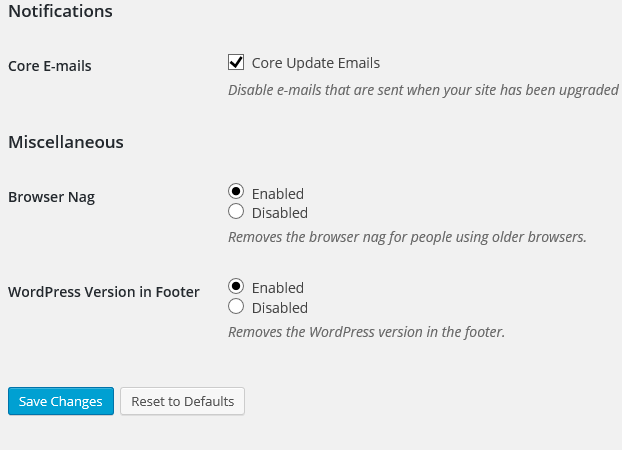 Notifications
Core E-mails
Core Update Emails
Disable e-mails that are sent when your site has been upgraded
Miscellaneous
Browser Nag
Enabled
Disabled
Removes the browser nag for people using older browsers.
WordPress Version in Footer
Enabled
Disabled
Removes the WordPress version in the footer.
Save Changes
Reset to Defaults